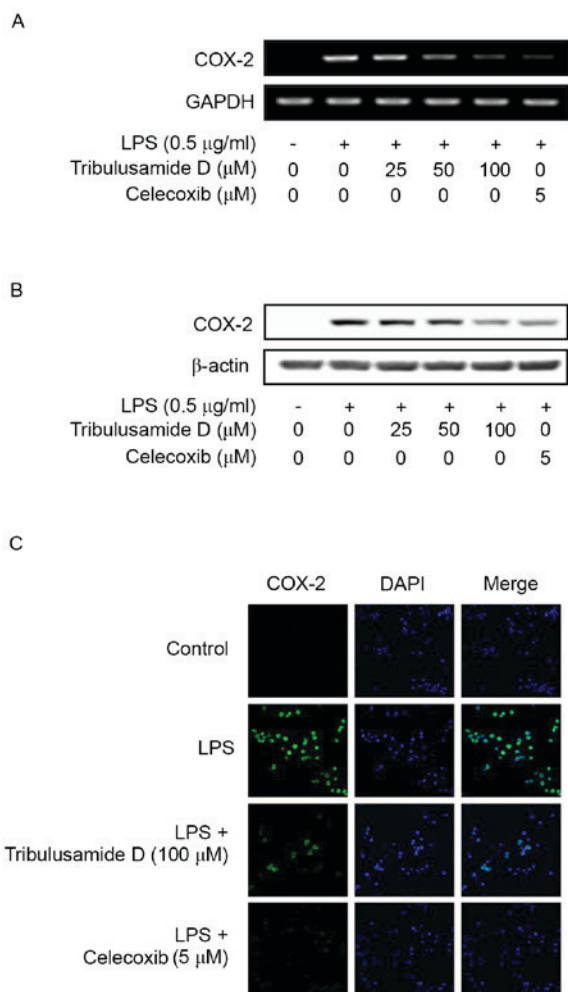 A
COX-2
GAPDH
LPS (0.5 μg/ml) - + + + + +
Tribulusamide D (μM) 0 0 25 50 100 0
Celecoxib (μM) 0 0 0 0 0 5
B
COX-2
β-actin
LPS (0.5 μg/ml) - + + + + +
Tribulusamide D (μM) 0 0 25 50 100 0
Celecoxib (μM) 0 0 0 0 0 5
C
COX-2 DAPI Merge
Control
LPS
LPS +
Tribulusamide D (100 μM)
LPS +
Celecoxib (5 μM)